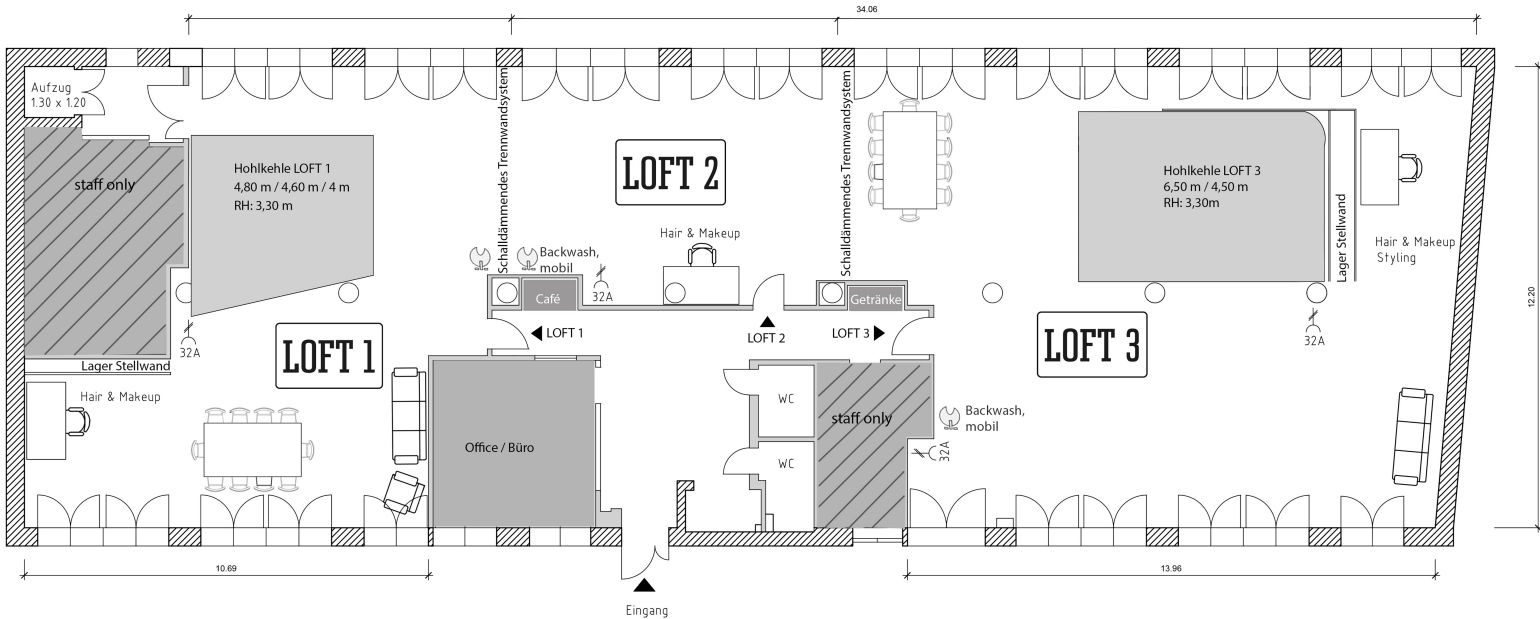 34.06
Aufzug
1.30 x 1.20
staff only
Hohlkehle LOFT 1
4,80 m / 4,60 m / 4 m
RH: 3,30 m
Schalldämmendes Trennwandsystem
LOFT 2
Schalldämmendes Trennwandsystem
Hohlkehle LOFT 3
6,50 m / 4,50 m
RH: 3,30m
Lager Stellwand
Hair & Makeup
Styling
12.20
Hair & Makeup
Backwash,
mobil
32A
Café
Getränke
LOFT 1
LOFT 2
LOFT 3
32A
LOFT 1
LOFT 3
32A
Lager Stellwand
Hair & Makeup
Office / Büro
WC
WC
staff only
Backwash,
mobil
32A
10.69
13.96
Eingang